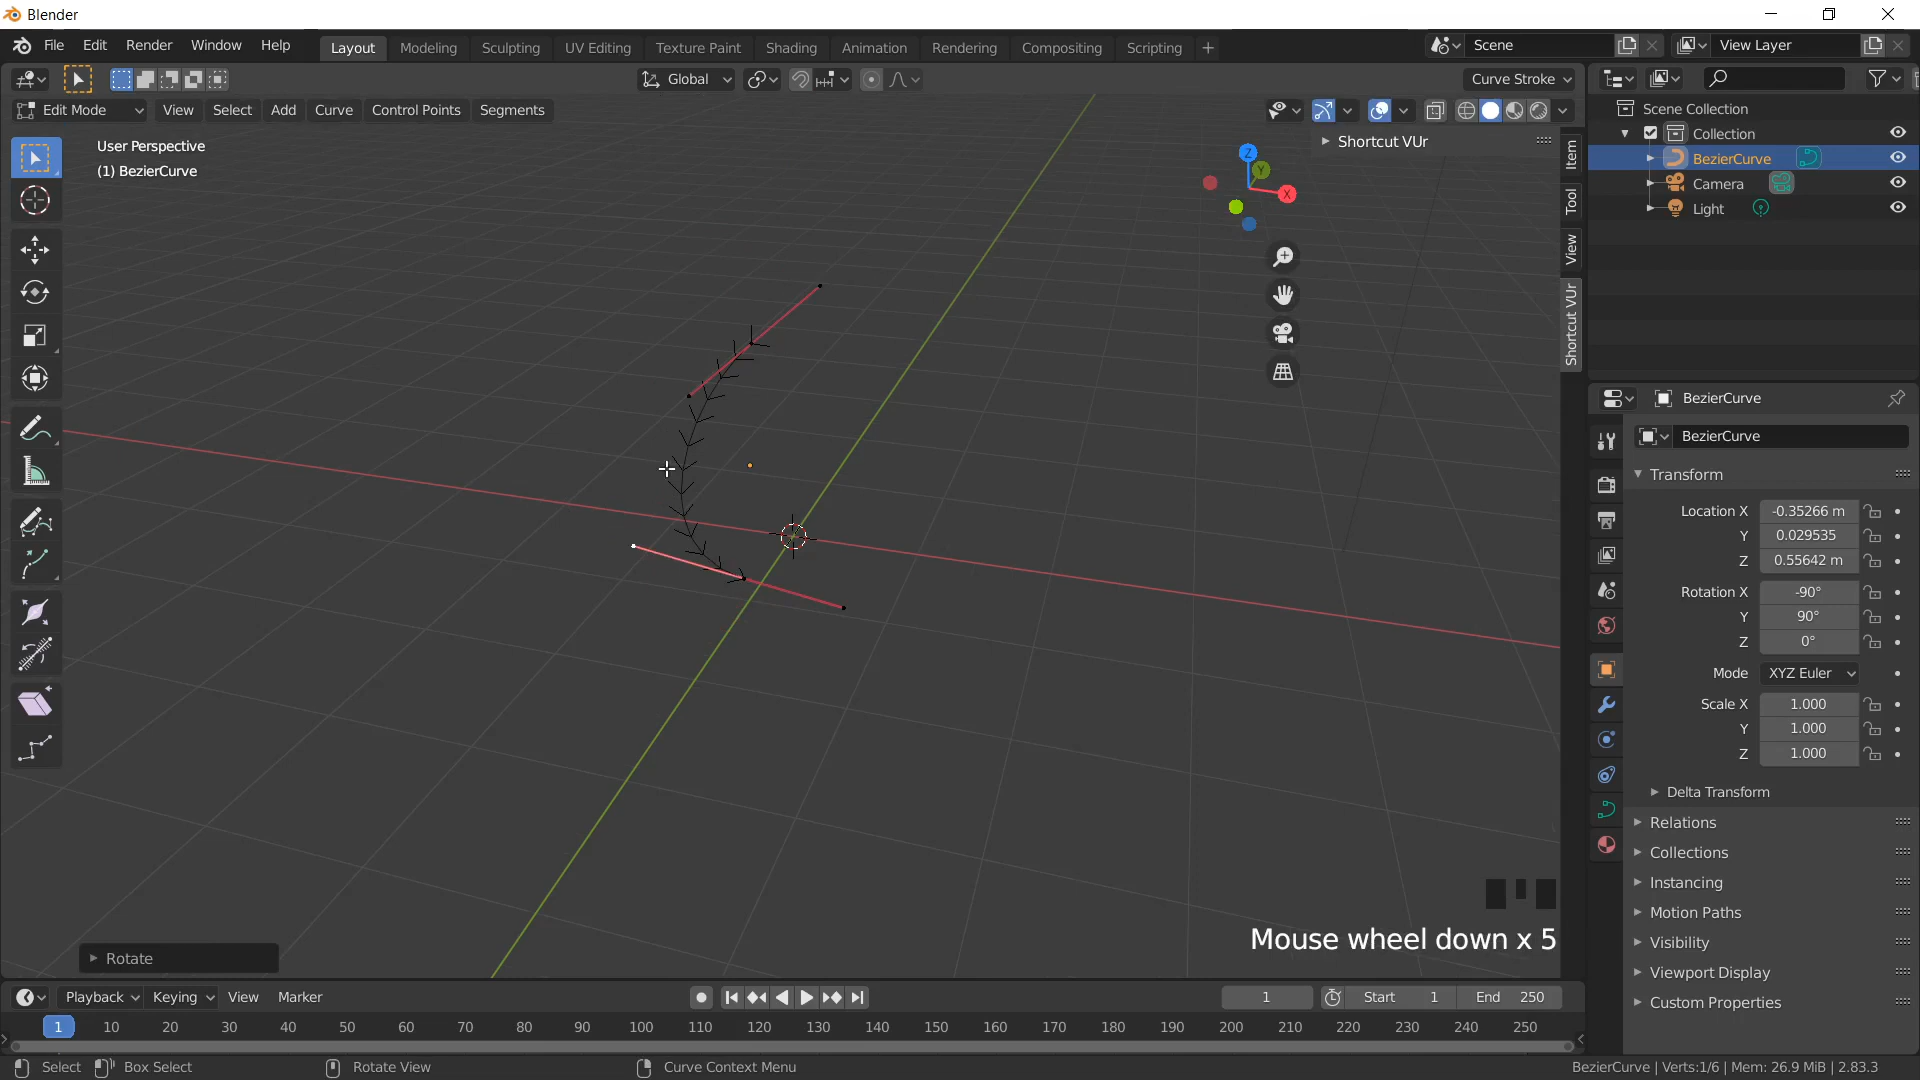 Blender
File Edit Render Window Help Layout Modeling Sculpting UV Editing Texture Paint Shading Animation Rendering Compositing Scripting + Scene View Layer
Global Curve Stroke
Edit Mode View Select Add Curve Control Points Segments
User Perspective
(1) BezierCurve
Shortcut VUr
Z
Y
X
Item
Tool
View
Shortcut VUr
Scene Collection
Collection
BezierCurve
Camera
Light
BezierCurve
BezierCurve
Transform
Location X -0.35266 m
Y 0.029535
Z 0.55642 m
Rotation X -90°
Y 90°
Z 0°
Mode XYZ Euler
Scale X 1.000
Y 1.000
Z 1.000
Delta Transform
Relations
Collections
Instancing
Motion Paths
Visibility
Viewport Display
Custom Properties
Mouse wheel down x 5
Rotate
Playback Keying View Marker 1 Start 1 End 250
1 10 20 30 40 50 60 70 80 90 100 110 120 130 140 150 160 170 180 190 200 210 220 230 240 250
Select Box Select Rotate View Curve Context Menu BezierCurve | Verts:1/6 | Mem: 26.9 MiB | 2.83.3